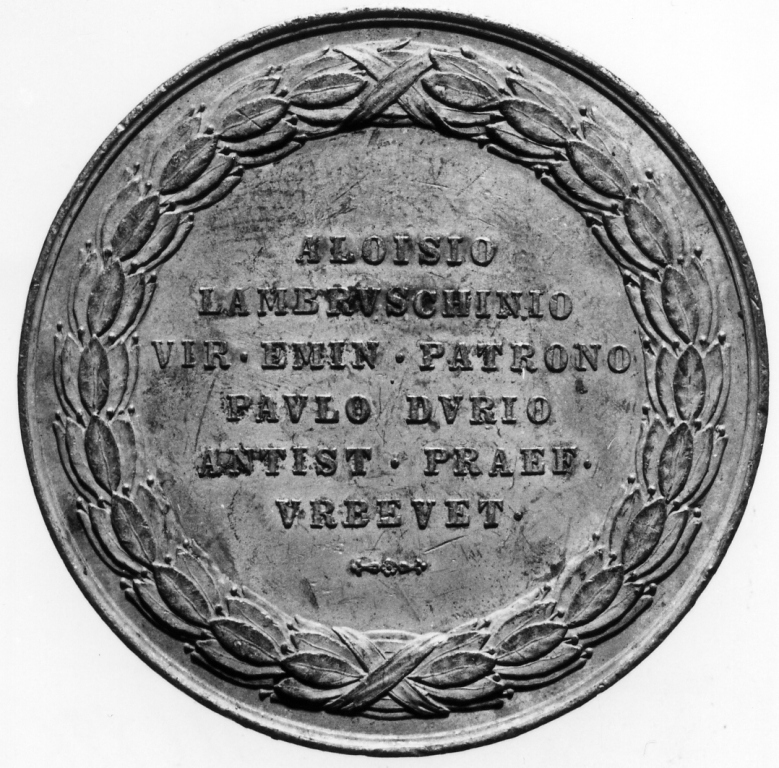 ALOISIO
LAMBRVSCHINIO
VIR · EMIN · PATRONO
PAVLO DVRIO
ANTIST · PRAEF ·
VRBEVET ·